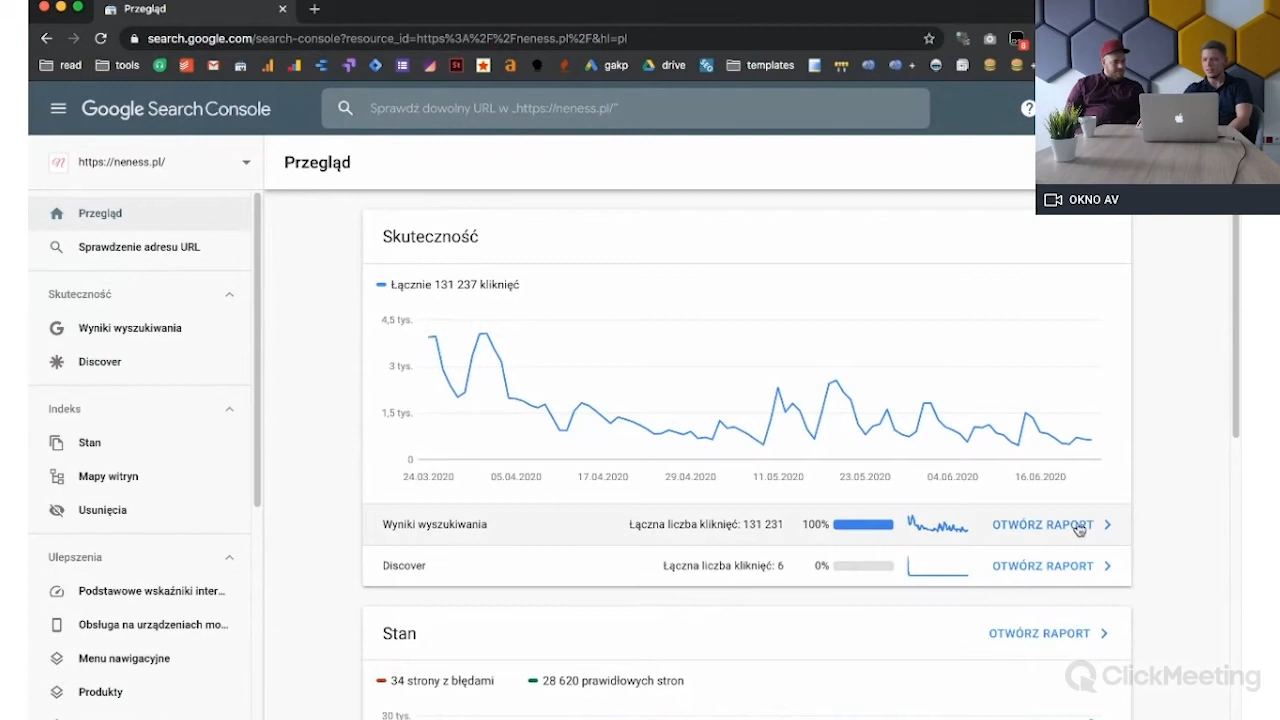 Przegląd
search.google.com/search-console?resource_id=https%3A%2F%2Fneness.pl%2F&hl=pl
read
tools
gakp
drive
templates
8
Google Search Console
Sprawdź dowolny URL w „https://neness.pl/”
OKNO AV
https://neness.pl/
Przegląd
Sprawdzenie adresu URL
Skuteczność
Wyniki wyszukiwania
Discover
Indeks
Stan
Mapy witryn
Usunięcia
Ulepszenia
Podstawowe wskaźniki inter...
Obsługa na urządzeniach mo...
Menu nawigacyjne
Produkty
Przegląd
Skuteczność
Łącznie 131 237 kliknięć
4,5 tys.
3 tys.
1,5 tys.
0
24.03.2020 05.04.2020 17.04.2020 29.04.2020 11.05.2020 23.05.2020 04.06.2020 16.06.2020
Wyniki wyszukiwania Łączna liczba kliknięć: 131 231 100% OTWÓRZ RAPORT
Discover Łączna liczba kliknięć: 6 0% OTWÓRZ RAPORT
Stan OTWÓRZ RAPORT
34 strony z błędami 28 620 prawidłowych stron
30 tys.
ClickMeeting